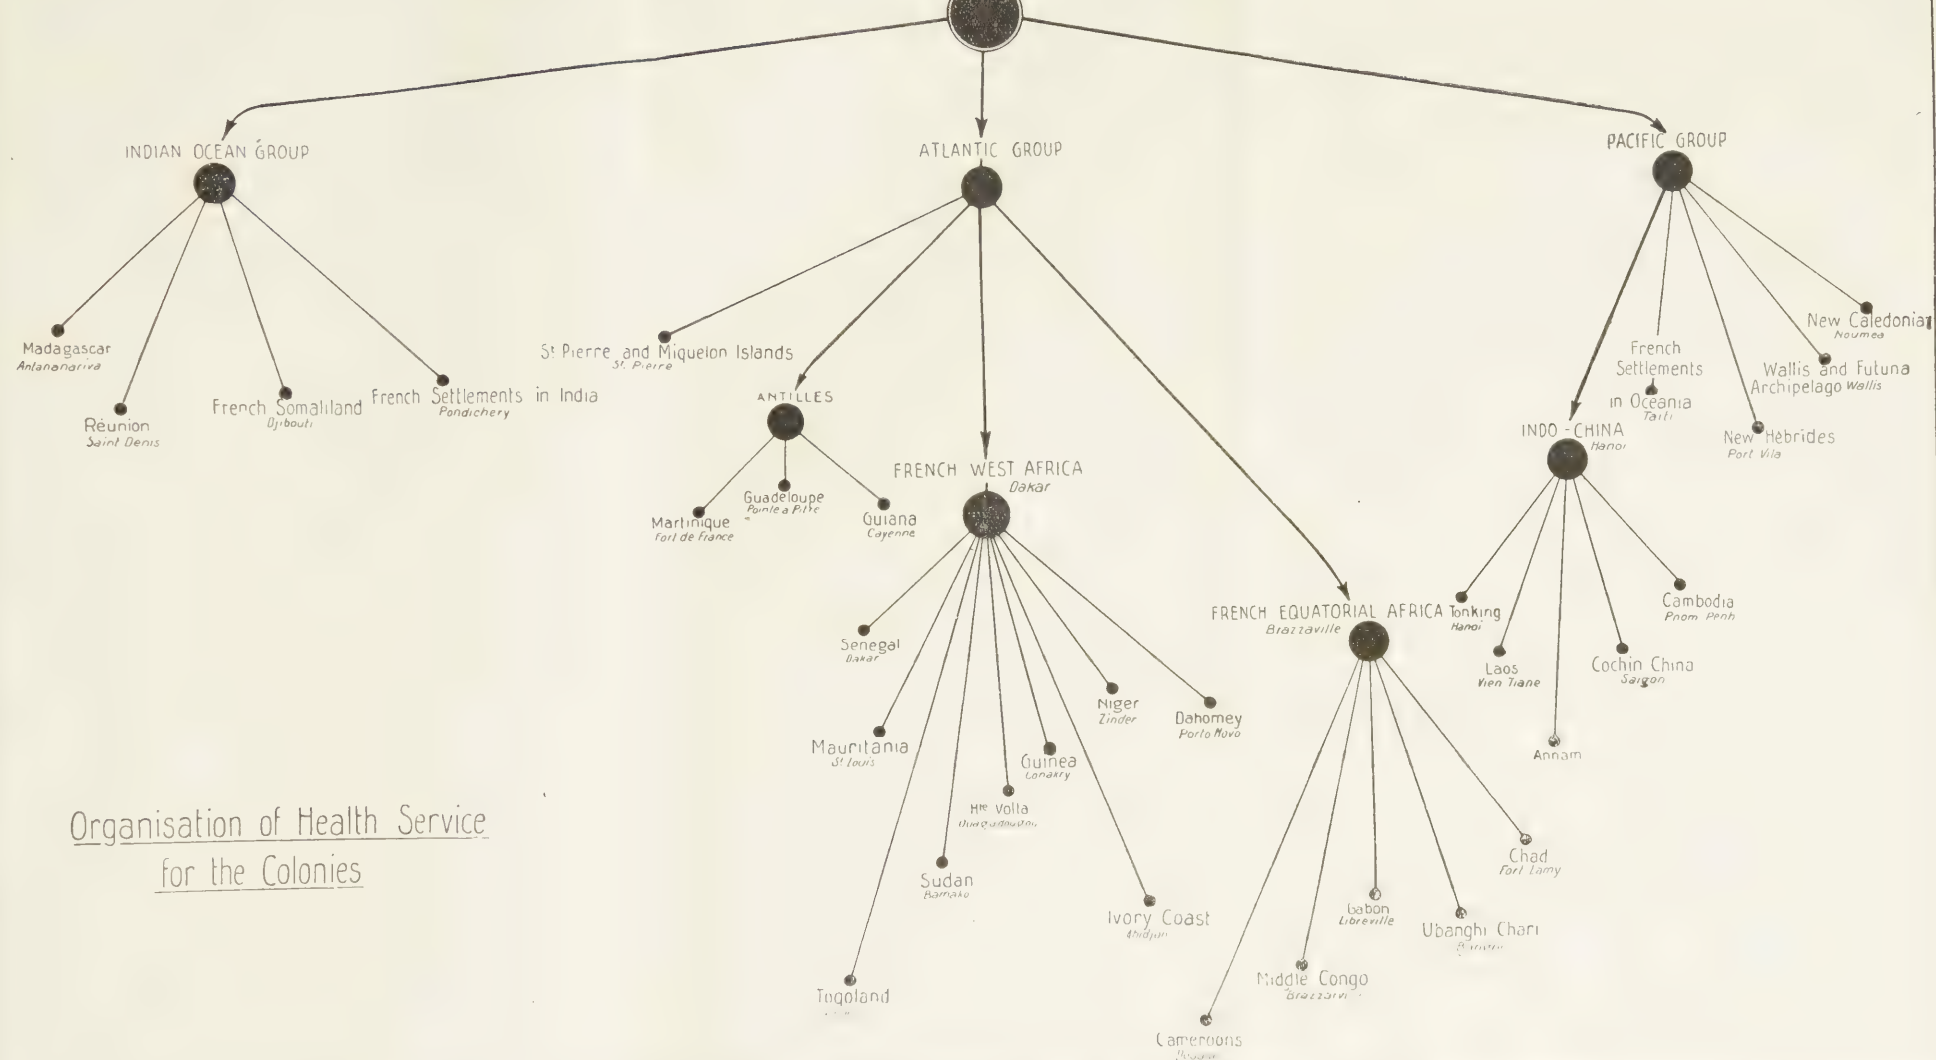 INDIAN OCEAN GROUP
ATLANTIC GROUP
PACIFIC GROUP
Madagascar
Antananariva
Réunion
Saint Denis
French Somaliland
Djibouti
French Settlements in India
Pondichery
St Pierre and Miquelon Islands
St. Pierre
ANTILLES
Martinique
Fort de France
Guadeloupe
Pointe a Pitre
Guiana
Cayenne
FRENCH WEST AFRICA
Dakar
Senegal
Dakar
Mauritania
St Louis
Togoland
Sudan
Bamako
Hte Volta
Guinea
Conakry
Ivory Coast
Abidjan
Niger
Zinder
Dahomey
Porto Novo
FRENCH EQUATORIAL AFRICA
Brazzaville
Cameroons
Middle Congo
Gabon
Libreville
Ubanghi Chari
Chad
Fort Lamy
INDO-CHINA
Hanoi
Tonking
Hanoi
Laos
Vien Tiane
Annam
Cochin China
Saigon
Cambodia
Pnom Penh
French
Settlements
in Oceania
Taiti
New Hébrides
Port Vila
Wallis and Futuna
Archipelago Wallis
New Caledonia
Noumea
Organisation of Health Service
for the Colonies